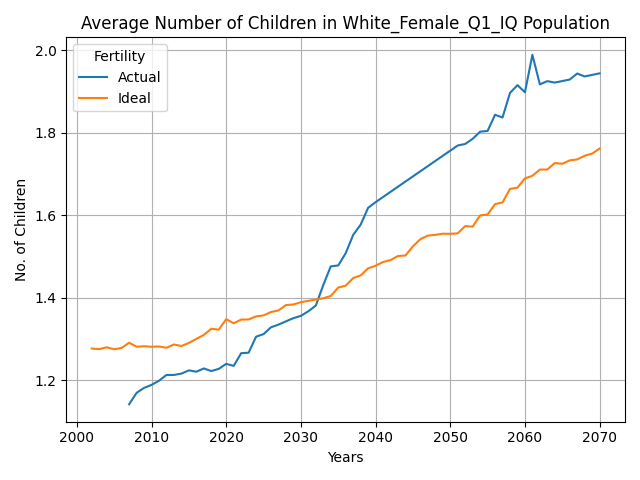 Average Number of Children in White_Female_Q1_IQ Population
Fertility
Actual
Ideal
No. of Children
2.0
1.8
1.6
1.4
1.2
2000 2010 2020 2030 2040 2050 2060 2070
Years